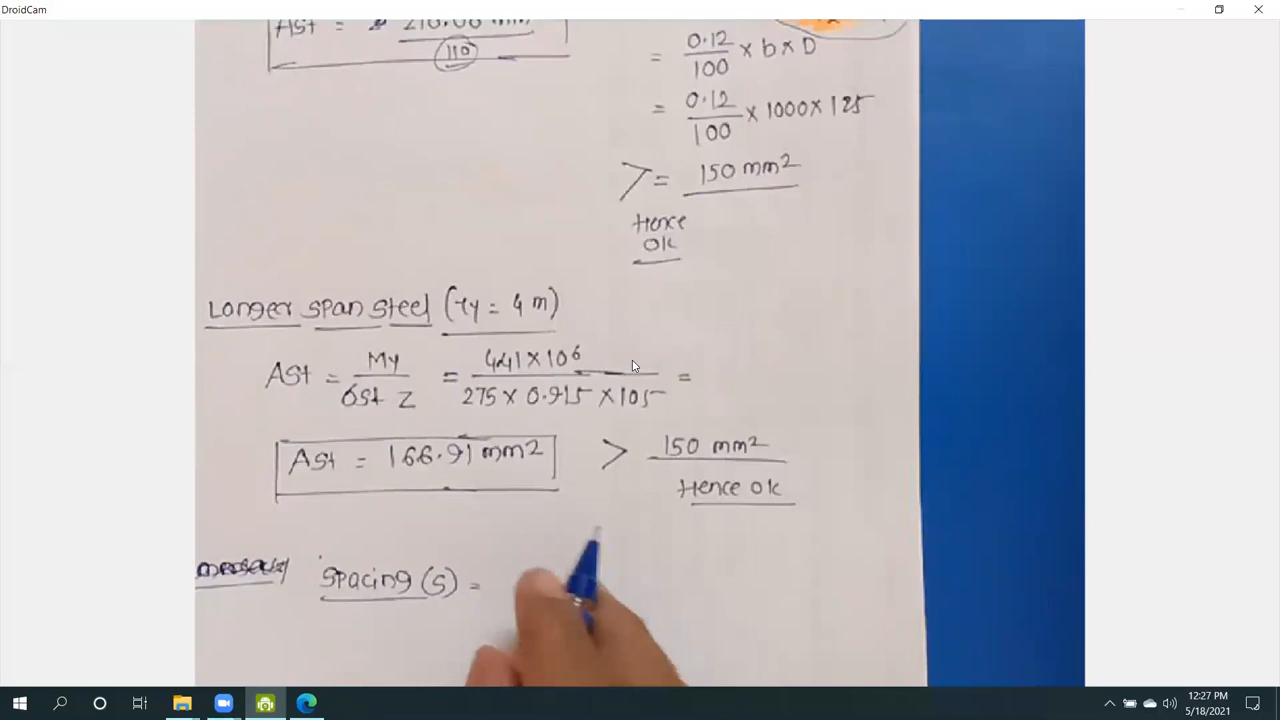 DroidCam
Ast =
110
= 0.12/100 × b × D
= 0.12/100 × 1000 × 125
> = 150 mm2
Hence
OK
Longer span steel (ly = 4 m)
Ast = My/σst Z = 4.41 × 10^6/275 × 0.915 × 105 =
Ast = 166.91 mm2 > 150 mm2
Hence OK
Spacing (S) =
12:27 PM
5/18/2021